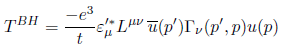 $$T^{BH} = \frac{-e^3}{t} \varepsilon_\mu^{\prime *} L^{\mu\nu} \, \overline{u}(p') \Gamma_\nu(p', p) u(p)$$